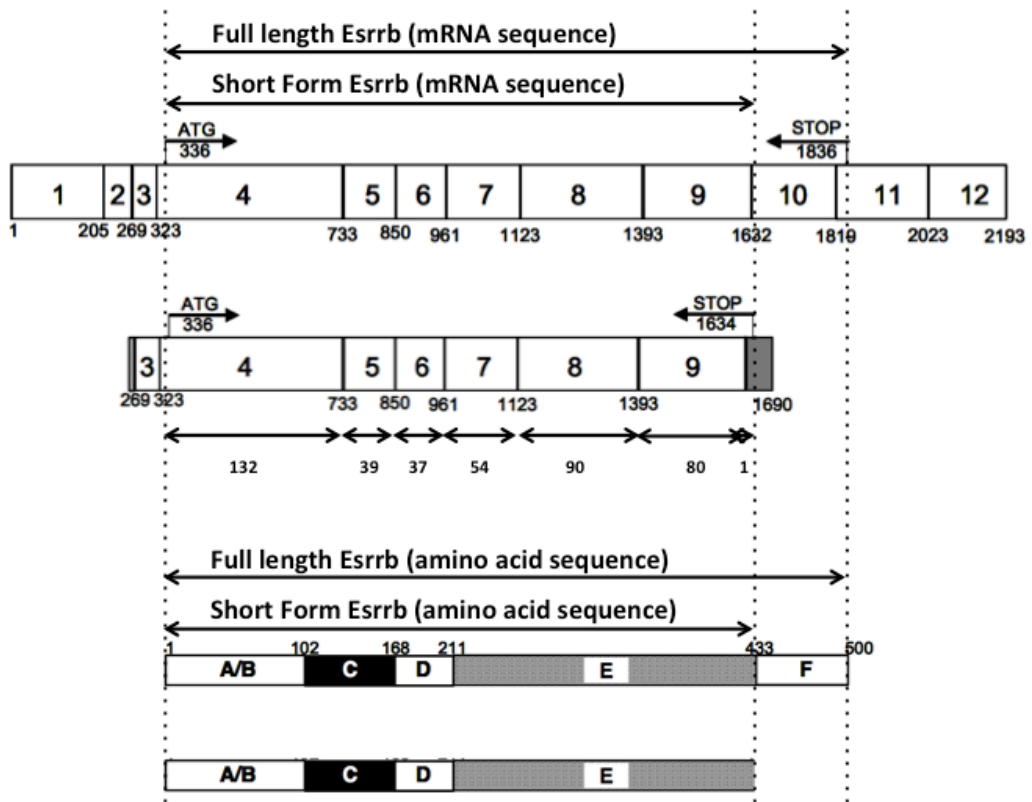 Full length Esrrb (mRNA sequence)
Short Form Esrrb (mRNA sequence)
ATG STOP
336 1836
1 2 3 4 5 6 7 8 9 10 11 12
1 205 269 323 733 850 961 1123 1393 1632 1819 2023 2193
ATG STOP
336 1634
3 4 5 6 7 8 9
269 323 733 850 961 1123 1393 1690
132 39 37 54 90 80 1
Full length Esrrb (amino acid sequence)
Short Form Esrrb (amino acid sequence)
1 102 168 211 433 500
A/B C D E F
A/B C D E